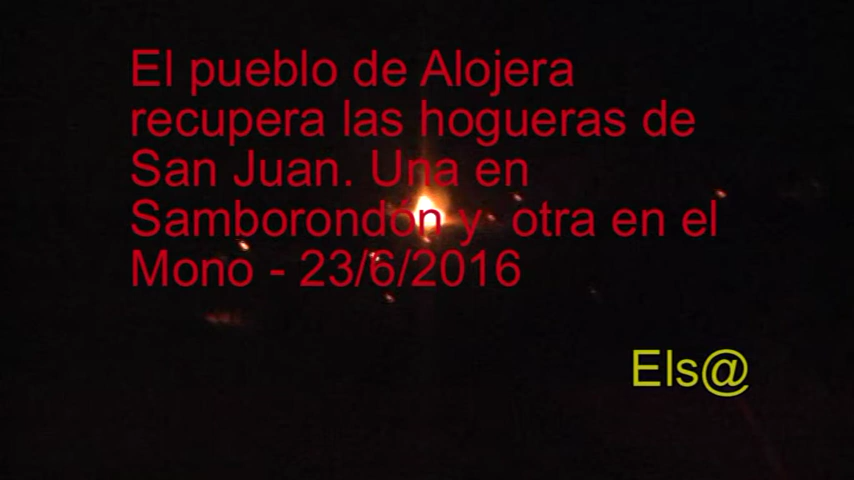 El pueblo de Alojera
recupera las hogueras de
San Juan. Una en
Samborondón y  otra en el
Mono - 23/6/2016
Els@